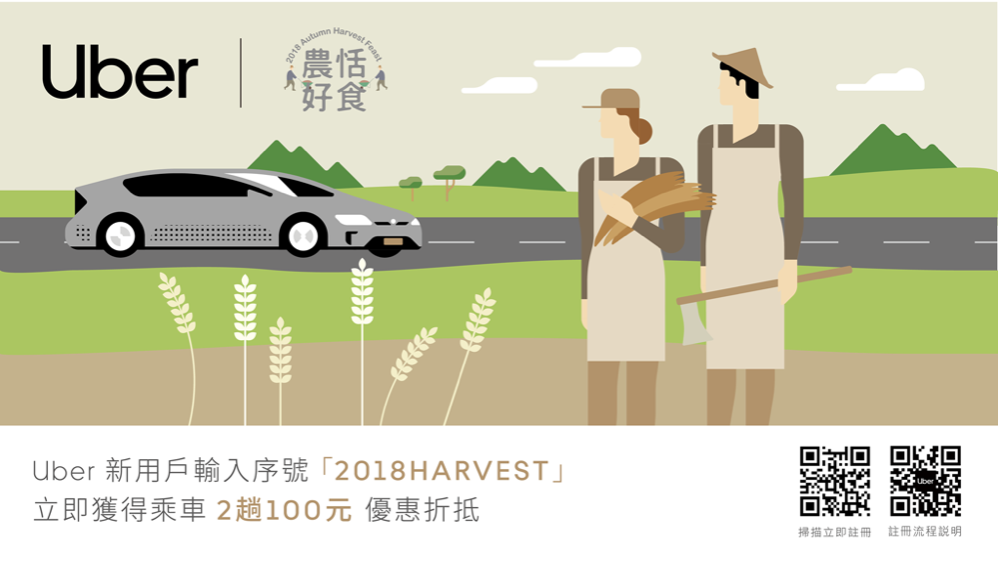 Uber
2018 Autumn Harvest Feast
農恬
好食
Uber 新用戶輸入序號「2018HARVEST」
立即獲得乘車 2趟100元 優惠折抵
Uber
掃描立即註冊
註冊流程說明